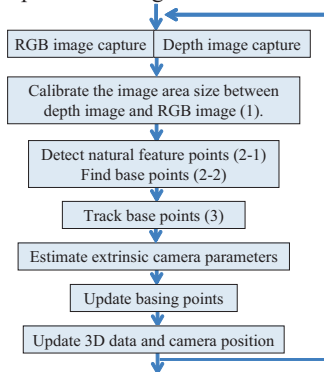 RGB image capture Depth image capture
Calibrate the image area size between
depth image and RGB image (1).
Detect natural feature points (2-1)
Find base points (2-2)
Track base points (3)
Estimate extrinsic camera parameters
Update basing points
Update 3D data and camera position